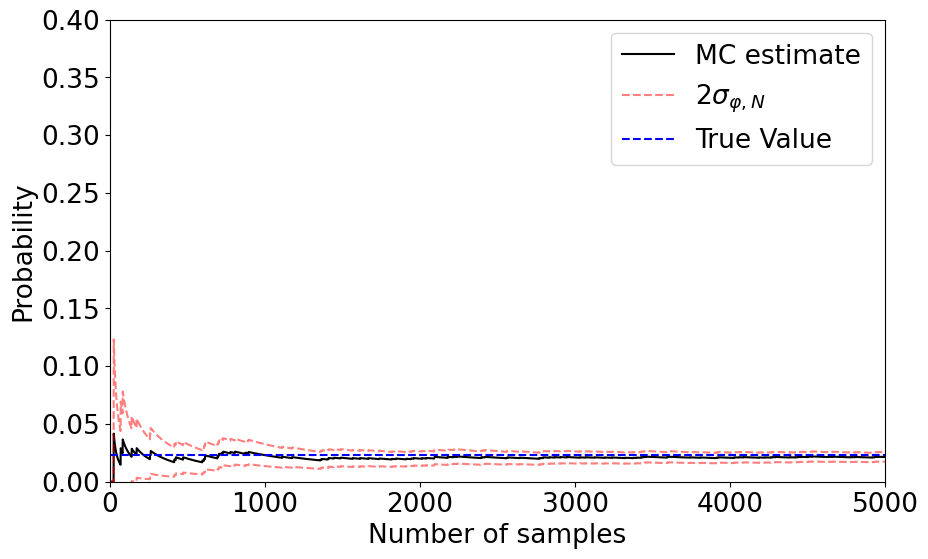 0.40
0.35
0.30
0.25
0.20
0.15
0.10
0.05
0.00
Probability
0 1000 2000 3000 4000 5000
Number of samples
MC estimate
2σφ, N
True Value